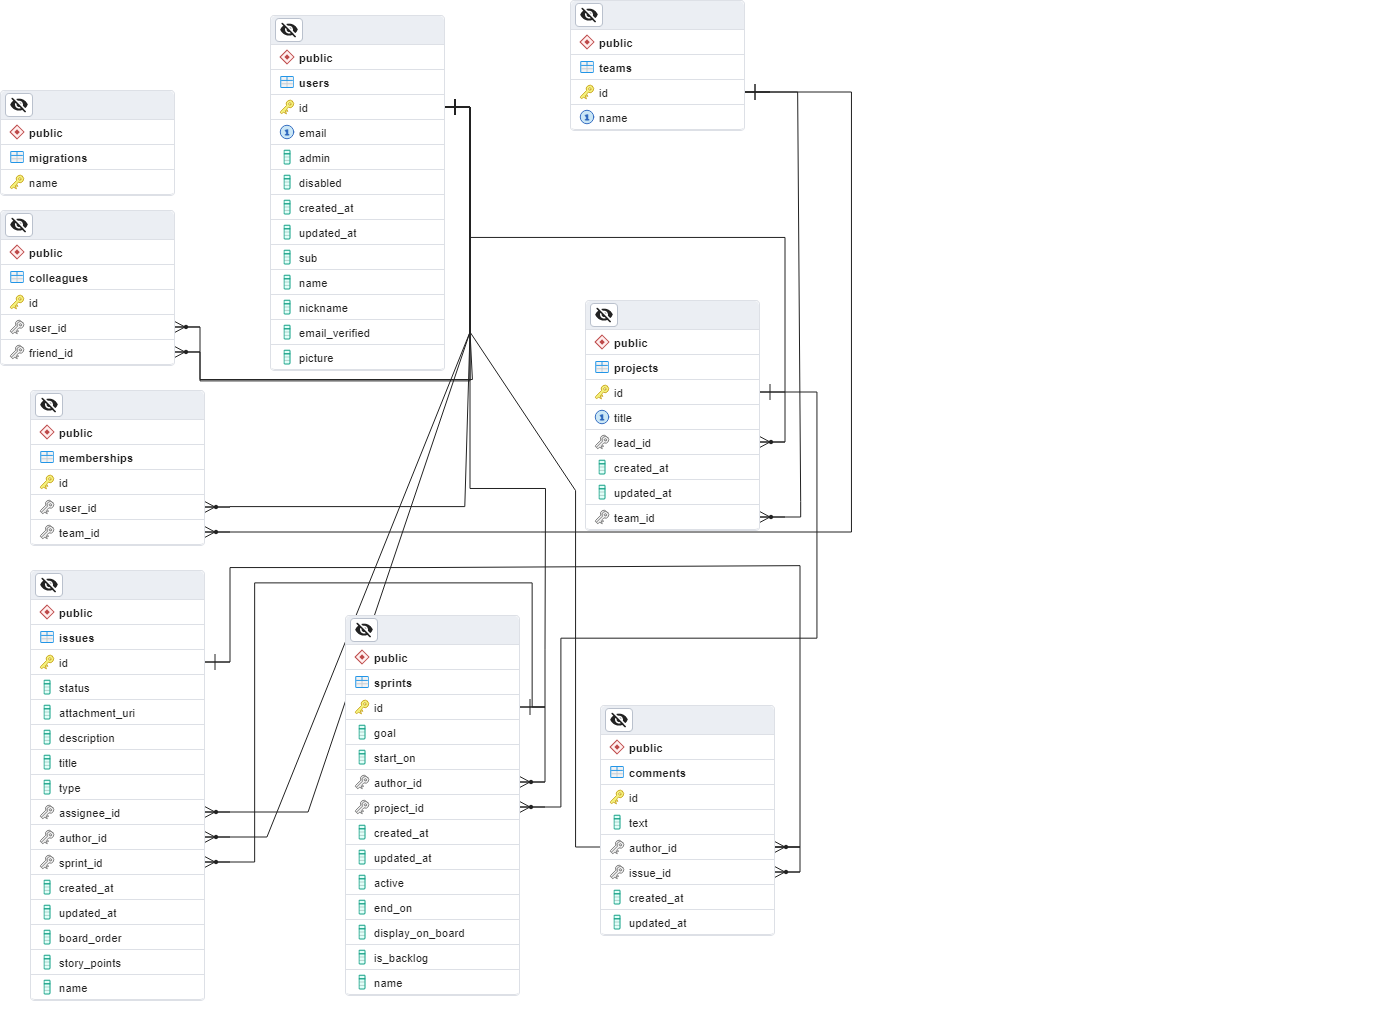 public
users
id
email
admin
disabled
created_at
updated_at
sub
name
nickname
email_verified
picture
public
teams
id
name
public
migrations
name
public
colleagues
id
user_id
friend_id
public
projects
id
title
lead_id
created_at
updated_at
team_id
public
memberships
id
user_id
team_id
public
issues
id
status
attachment_uri
description
title
type
assignee_id
author_id
sprint_id
created_at
updated_at
board_order
story_points
name
public
sprints
id
goal
start_on
author_id
project_id
created_at
updated_at
active
end_on
display_on_board
is_backlog
name
public
comments
id
text
author_id
issue_id
created_at
updated_at